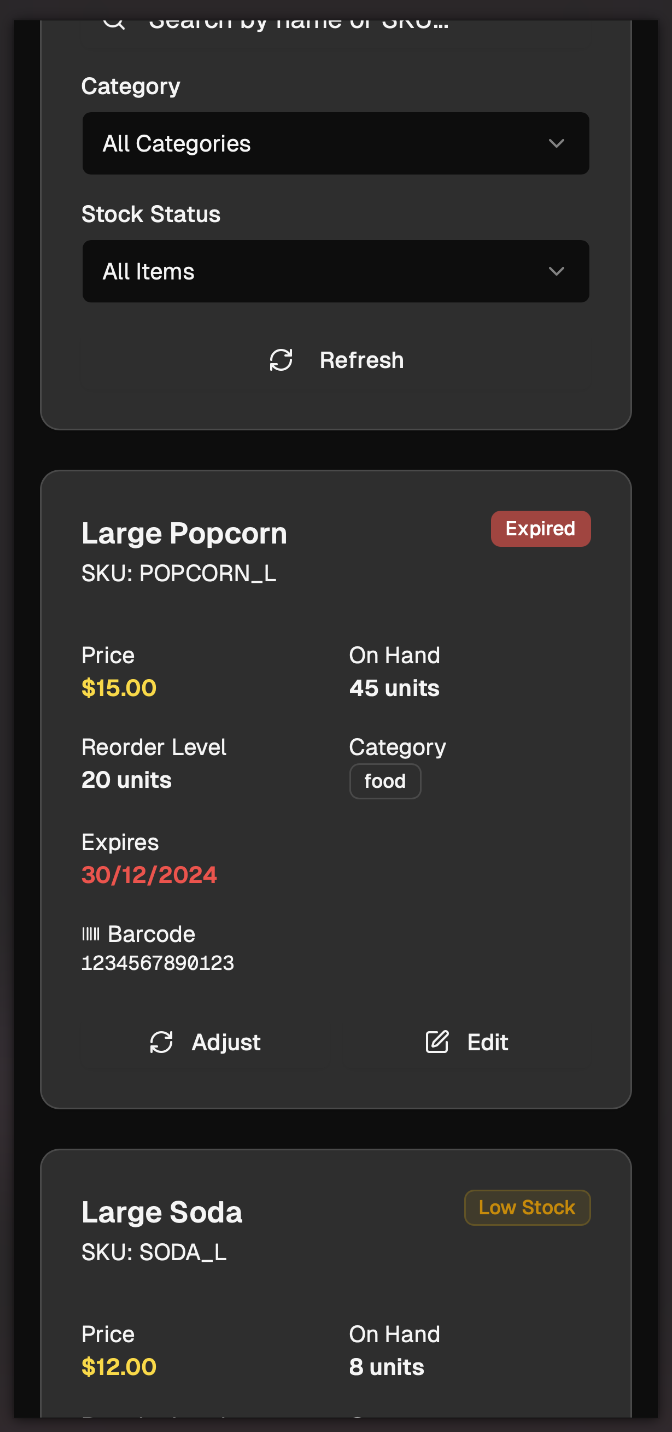 Search by name or SKU...
Category
All Categories
Stock Status
All Items
Refresh
Large Popcorn
Expired
SKU: POPCORN_L
Price
On Hand
$15.00
45 units
Reorder Level
Category
20 units
food
Expires
30/12/2024
Barcode
1234567890123
Adjust
Edit
Large Soda
Low Stock
SKU: SODA_L
Price
On Hand
$12.00
8 units